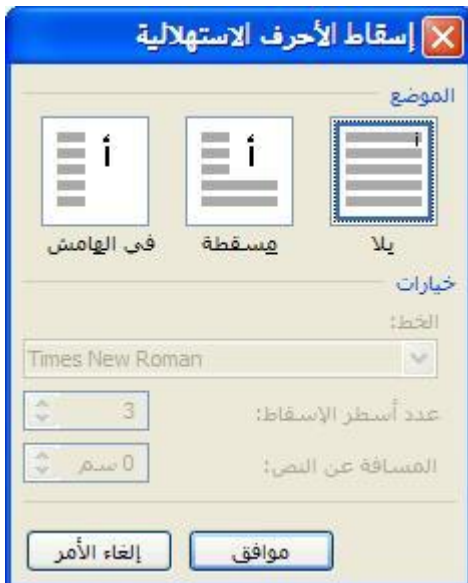 إسقاط الأحرف الاستهلالية
الموضع
أ أ أ
يلا مسقطة في الهامش
خيارات
الخط:
Times New Roman
عدد أسطر الإسقاط: 3
المسافة عن النص: 0 سم
موافق إلغاء الأمر